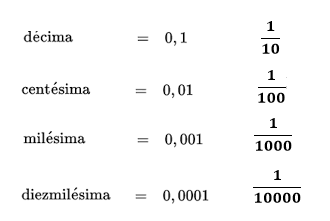 décima = 0,1 1/10
centésima = 0,01 1/100
milésima = 0,001 1/1000
diezmilésima = 0,0001 1/10000